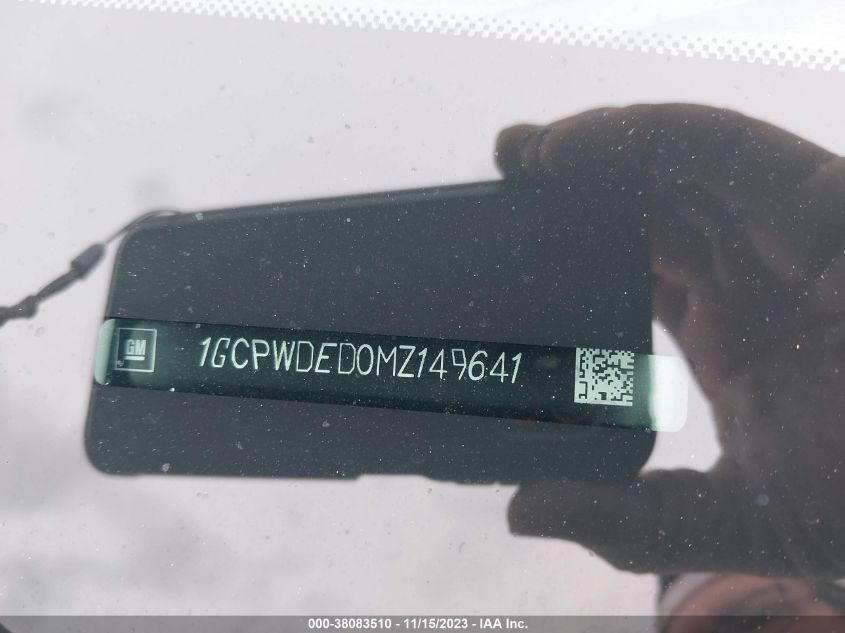 GM
1GCPWDED0MZ149641
000-38083510 - 11/15/2023 - IAA Inc.